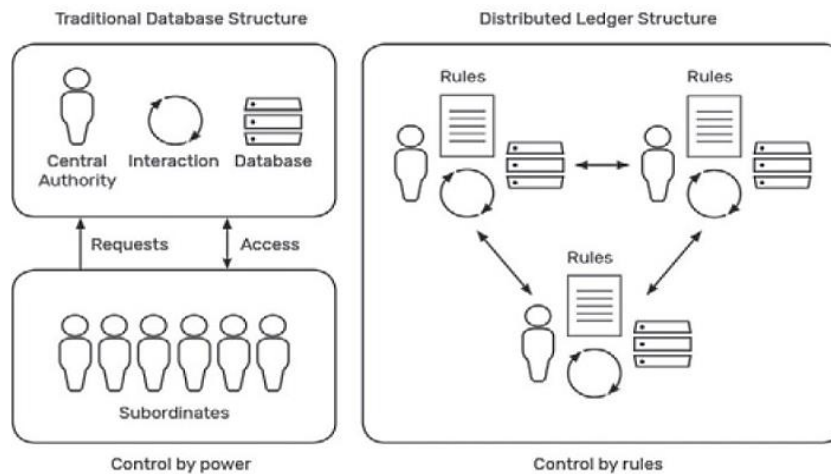 Traditional Database Structure
Central
Authority
Interaction
Database
Requests
Access
Subordinates
Control by power
Distributed Ledger Structure
Rules
Rules
Rules
Control by rules